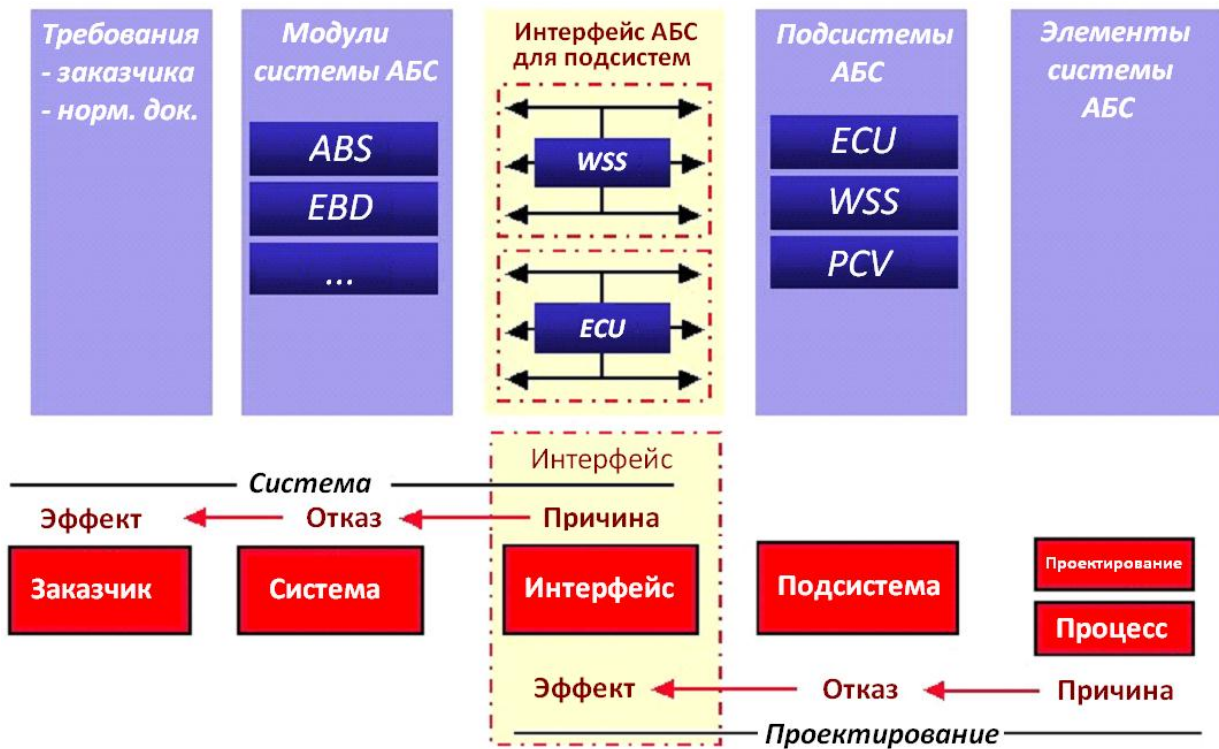 Требования
- заказчика
- норм. док.
Модули
системы АБС
ABS
EBD
...
Интерфейс АБС
для подсистем
WSS
ECU
Подсистемы
АБС
ECU
WSS
PCV
Элементы
системы
АБС
Интерфейс
Система
Эффект
Отказ
Причина
Заказчик
Система
Интерфейс
Подсистема
Проектирование
Процесс
Эффект
Отказ
Причина
Проектирование